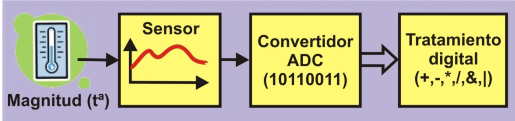 Magnitud (tª)
Sensor
Convertidor
ADC
(10110011)
Tratamiento
digital
(+,-,*,/,&,|)